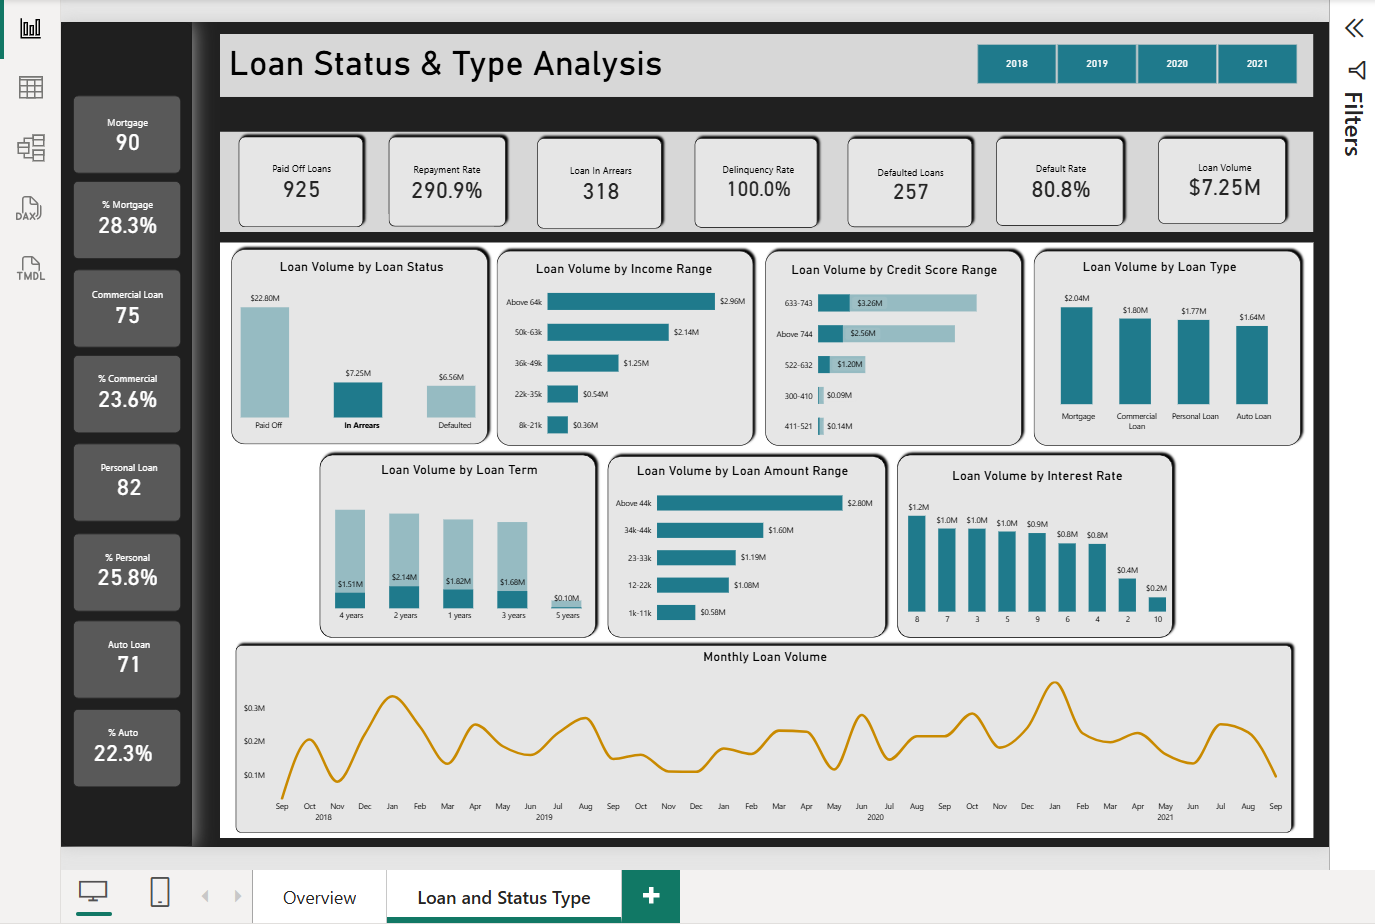 Loan Status & Type Analysis
2018 2019 2020 2021
Filters
DAX
TMDL
Mortgage
90
% Mortgage
28.3%
Commercial Loan
75
% Commercial
23.6%
Personal Loan
82
% Personal
25.8%
Auto Loan
71
% Auto
22.3%
Paid Off Loans
925
Repayment Rate
290.9%
Loan In Arrears
318
Delinquency Rate
100.0%
Defaulted Loans
257
Default Rate
80.8%
Loan Volume
$7.25M
Loan Volume by Loan Status
$22.80M
$7.25M
$6.56M
Paid Off In Arrears Defaulted
Loan Volume by Income Range
Above 64k $2.96M
50k-63k $2.14M
36k-49k $1.25M
22k-35k $0.54M
8k-21k $0.36M
Loan Volume by Credit Score Range
633-743 $3.26M
Above 744 $2.56M
522-632 $1.20M
300-410 $0.09M
411-521 $0.14M
Loan Volume by Loan Type
$2.04M
$1.80M
$1.77M
$1.64M
Mortgage Commercial Loan Personal Loan Auto Loan
Loan Volume by Loan Term
$1.51M $2.14M $1.82M $1.68M $0.10M
4 years 2 years 1 years 3 years 5 years
Loan Volume by Loan Amount Range
Above 44k $2.80M
34k-44k $1.60M
23-33k $1.19M
12-22k $1.08M
1k-11k $0.58M
Loan Volume by Interest Rate
$1.2M $1.0M $1.0M $1.0M $0.9M $0.8M $0.8M $0.4M $0.2M
8 7 3 5 9 6 4 2 10
Monthly Loan Volume
$0.3M
$0.2M
$0.1M
Sep Oct Nov Dec Jan Feb Mar Apr May Jun Jul Aug Sep Oct Nov Dec Jan Feb Mar Apr May Jun Jul Aug Sep Oct Nov Dec Jan Feb Mar Apr May Jun Jul Aug Sep
2018 2019 2020 2021
Overview
Loan and Status Type